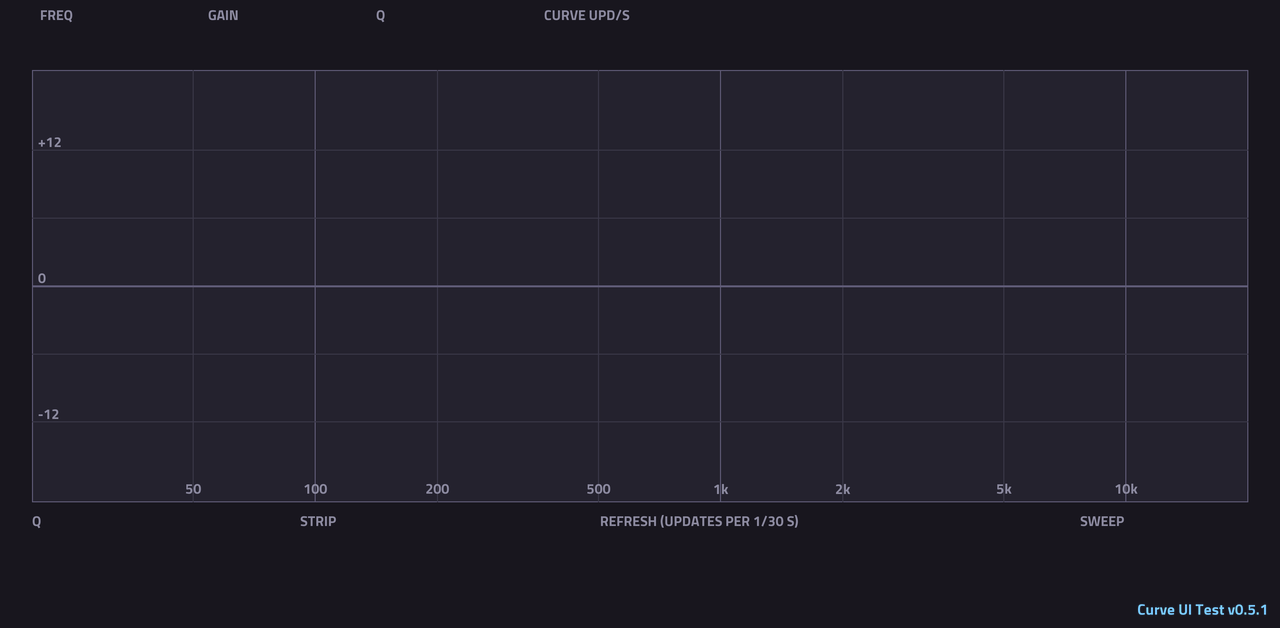 FREQ GAIN Q CURVE UPD/S
+12
0
-12
50 100 200 500 1k 2k 5k 10k
Q STRIP REFRESH (UPDATES PER 1/30 S) SWEEP
Curve UI Test v0.5.1